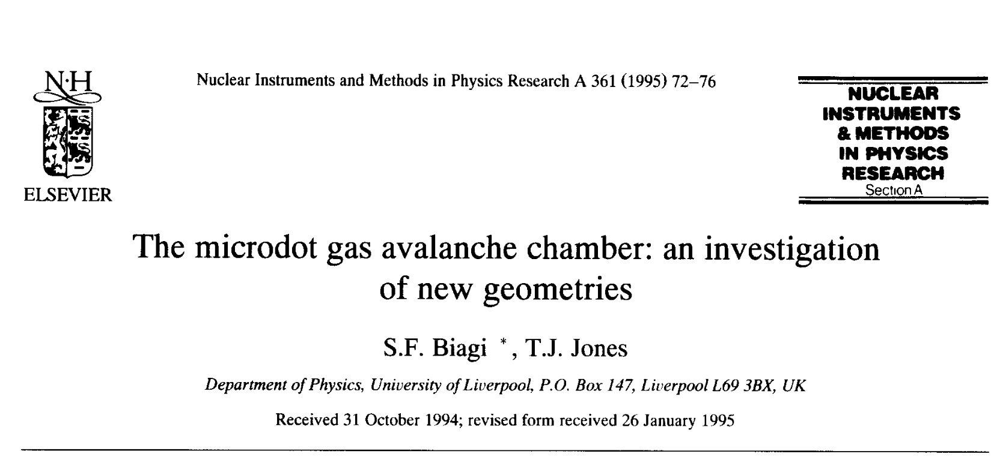 N·H
ELSEVIER
Nuclear Instruments and Methods in Physics Research A 361 (1995) 72–76
NUCLEAR
INSTRUMENTS
& METHODS
IN PHYSICS
RESEARCH
Section A
The microdot gas avalanche chamber: an investigation
of new geometries
S.F. Biagi *, T.J. Jones
Department of Physics, University of Liverpool, P.O. Box 147, Liverpool L69 3BX, UK
Received 31 October 1994; revised form received 26 January 1995